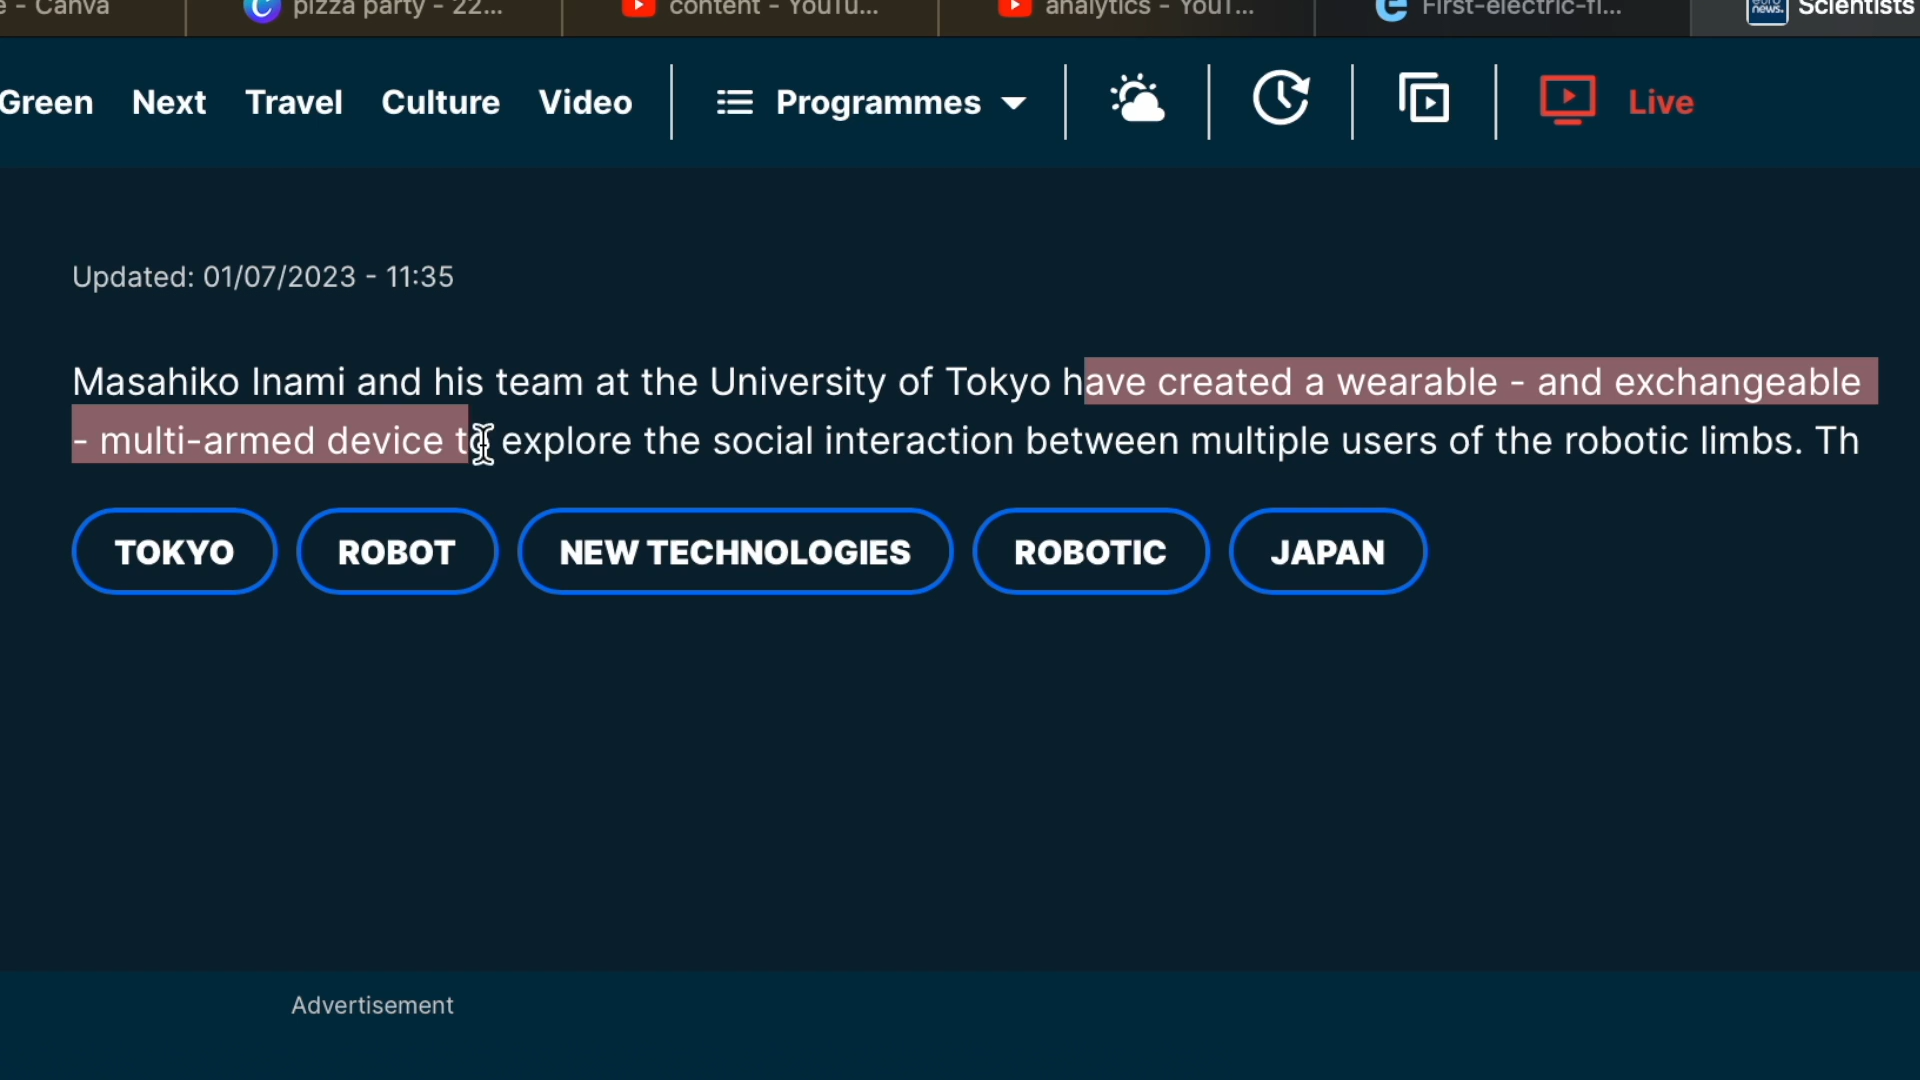 - Canva
pizza party - 22...
content - YouTu...
analytics - YouT...
First-electric-fl...
euro
news.
Scientists
Green
Next
Travel
Culture
Video
Programmes
Live
Updated: 01/07/2023 - 11:35
Masahiko Inami and his team at the University of Tokyo have created a wearable - and exchangeable
- multi-armed device to explore the social interaction between multiple users of the robotic limbs. Th
TOKYO
ROBOT
NEW TECHNOLOGIES
ROBOTIC
JAPAN
Advertisement